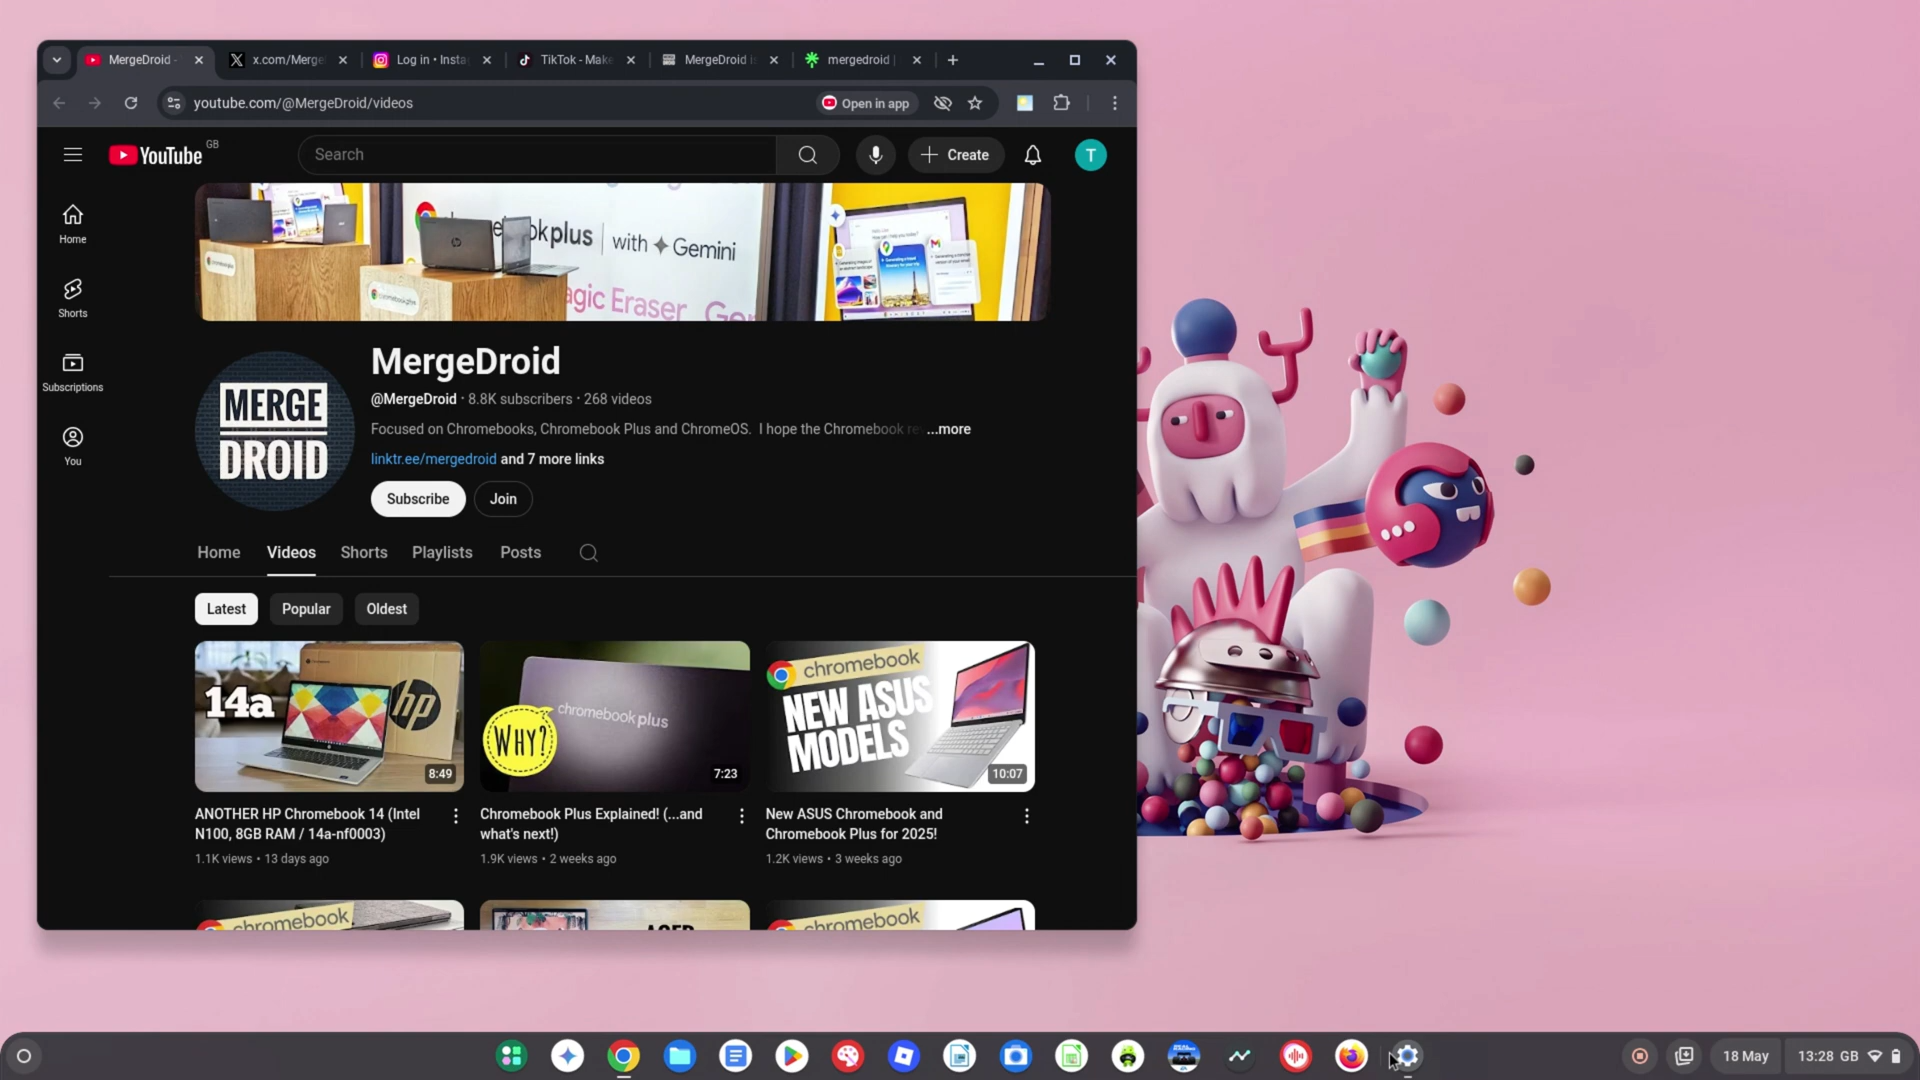 MergeDroid -
x.com/Merge
Log in • Insta
TikTok - Make
MergeDroid is
mergedroid |
youtube.com/@MergeDroid/videos
Open in app
YouTube GB
Search
Create
T
Home
Shorts
Subscriptions
You
plus | with Gemini
agic Eraser
MERGE
DROID
MergeDroid
@MergeDroid • 8.8K subscribers • 268 videos
Focused on Chromebooks, Chromebook Plus and ChromeOS. I hope the Chromebook ...more
linktr.ee/mergedroid and 7 more links
Subscribe
Join
Home
Videos
Shorts
Playlists
Posts
Latest
Popular
Oldest
14a
hp
8:49
chromebook plus
WHY?
7:23
chromebook
NEW ASUS
MODELS
10:07
ANOTHER HP Chromebook 14 (Intel
N100, 8GB RAM / 14a-nf0003)
1.1K views • 13 days ago
Chromebook Plus Explained! (...and
what's next!)
1.9K views • 2 weeks ago
New ASUS Chromebook and
Chromebook Plus for 2025!
1.2K views • 3 weeks ago
chromebook
ACER
chromebook
18 May
13:28 GB